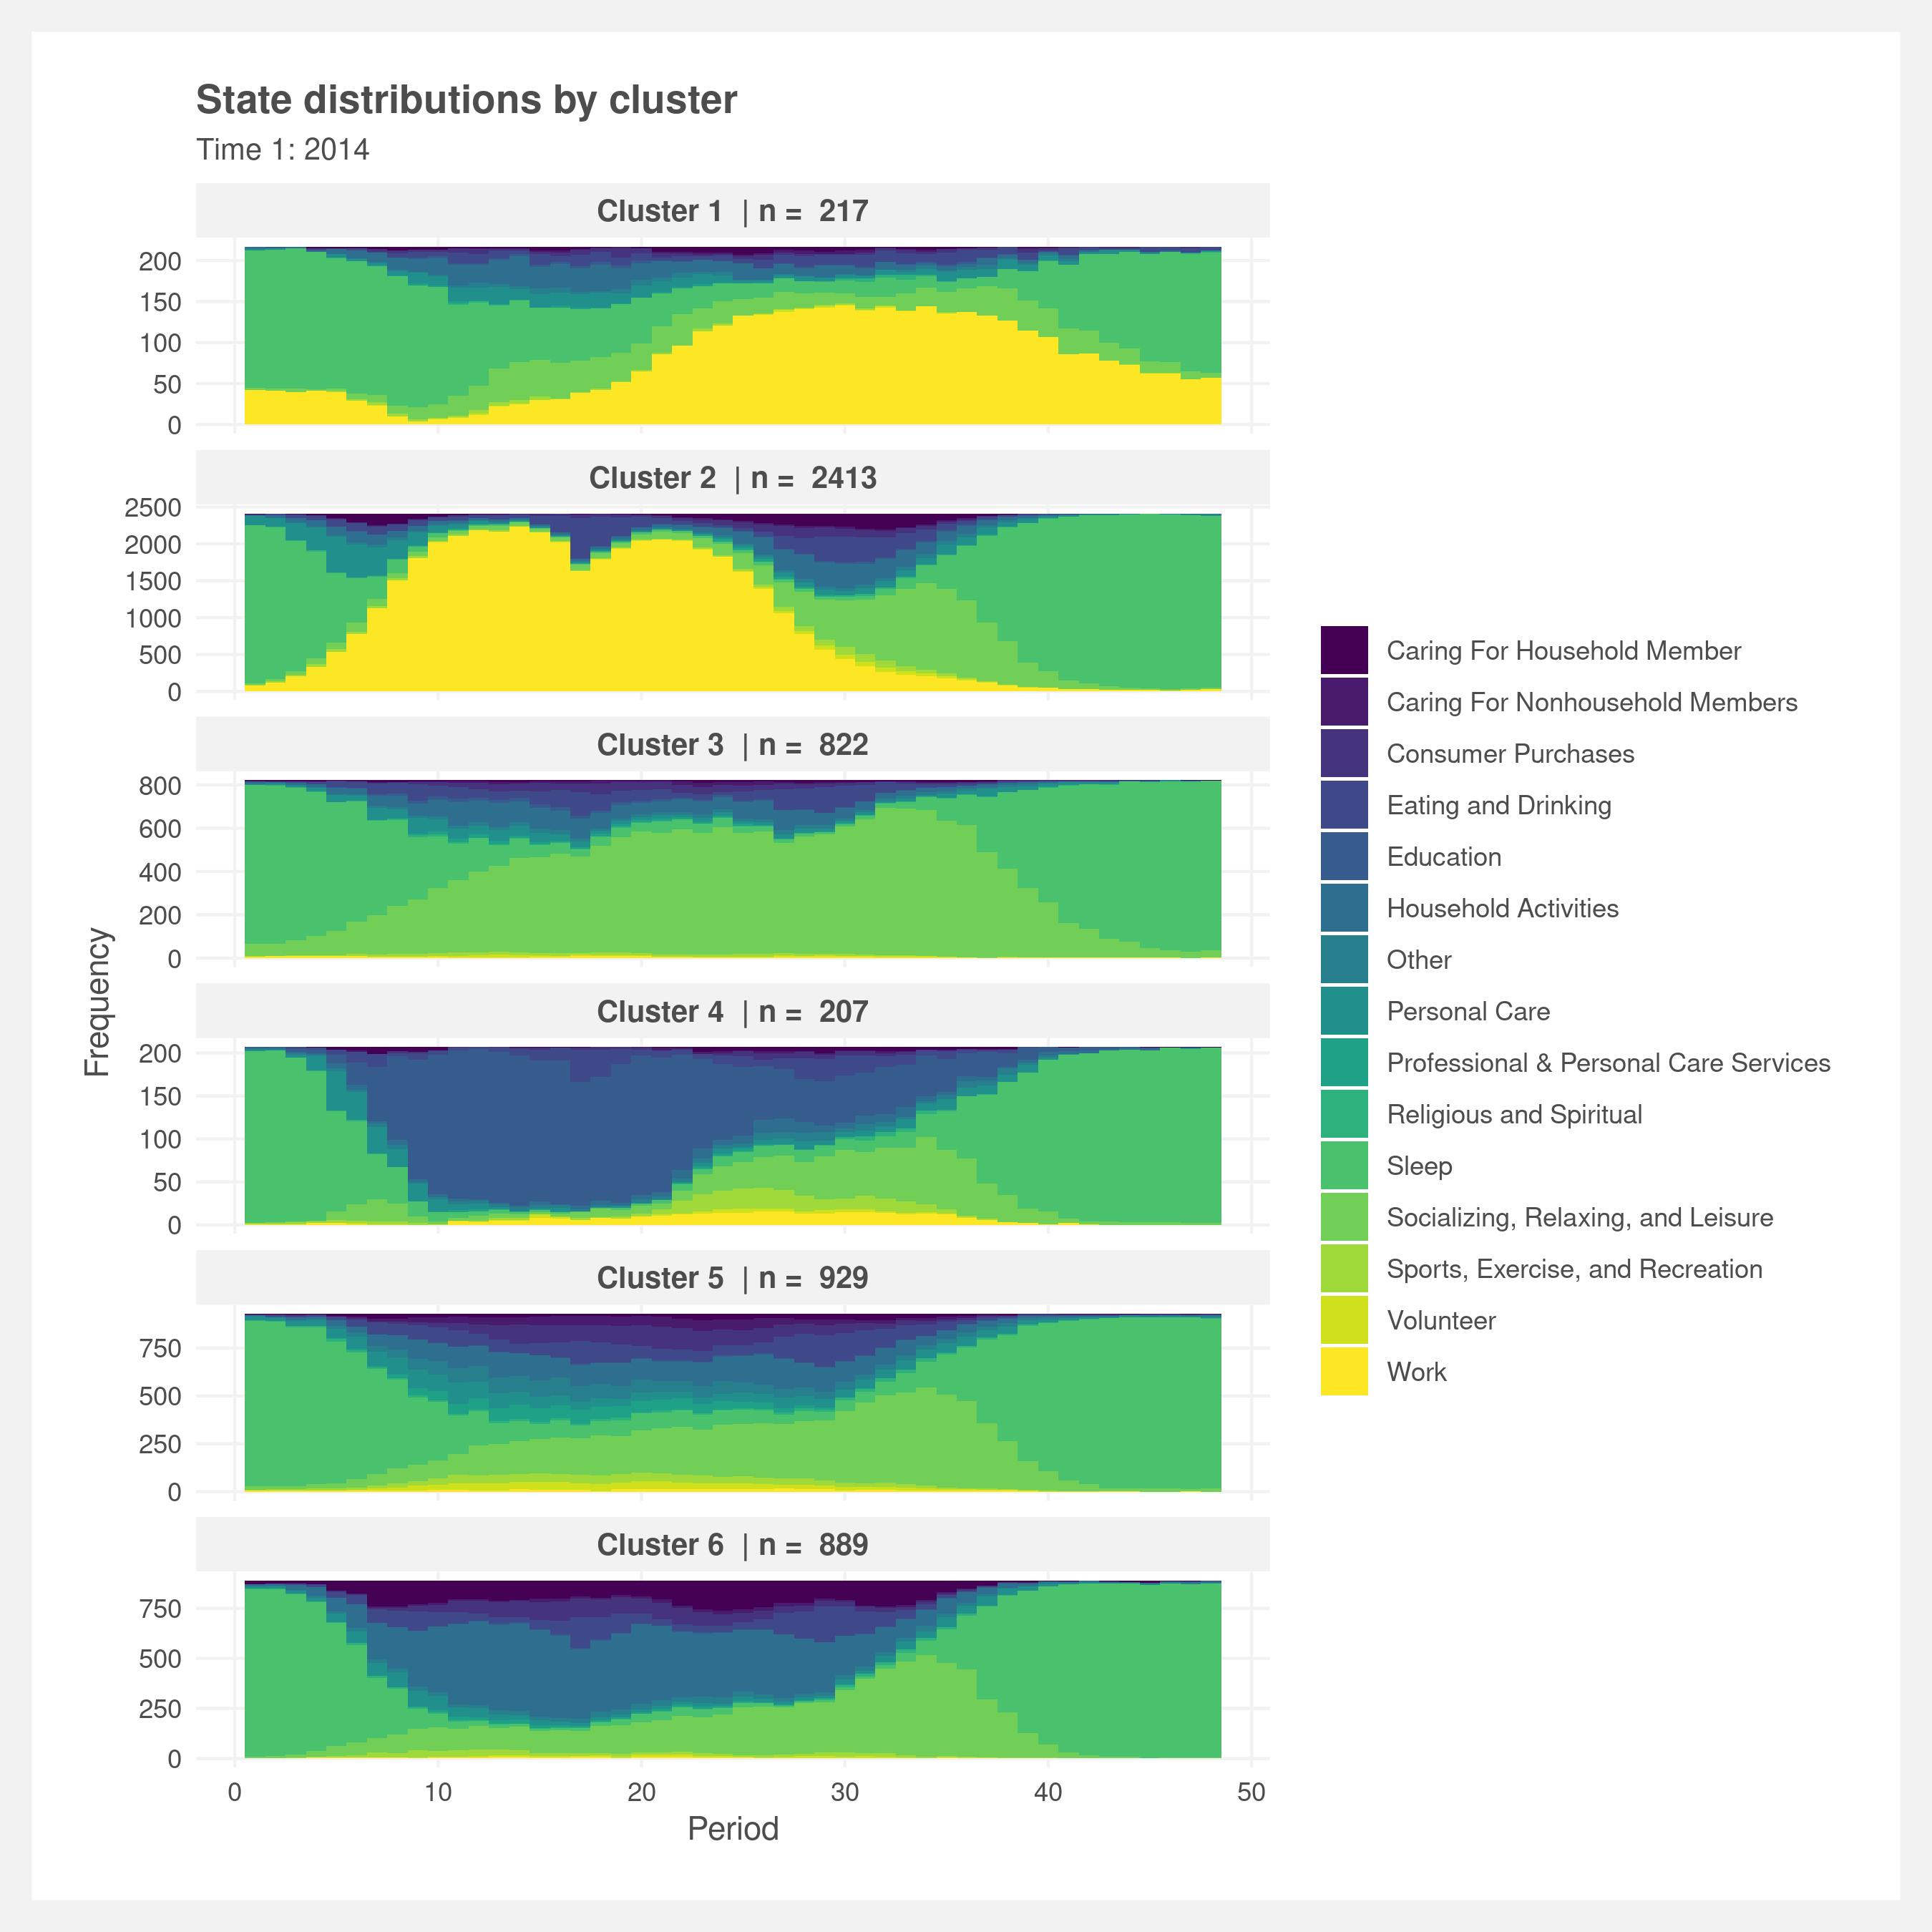 State distributions by cluster
Time 1: 2014
Cluster 1 | n = 217
200
150
100
50
0
Cluster 2 | n = 2413
2500
2000
1500
1000
500
0
Cluster 3 | n = 822
800
600
400
200
0
Cluster 4 | n = 207
200
150
100
50
0
Cluster 5 | n = 929
750
500
250
0
Cluster 6 | n = 889
750
500
250
0
0 10 20 30 40 50
Period
Frequency
Caring For Household Member
Caring For Nonhousehold Members
Consumer Purchases
Eating and Drinking
Education
Household Activities
Other
Personal Care
Professional & Personal Care Services
Religious and Spiritual
Sleep
Socializing, Relaxing, and Leisure
Sports, Exercise, and Recreation
Volunteer
Work